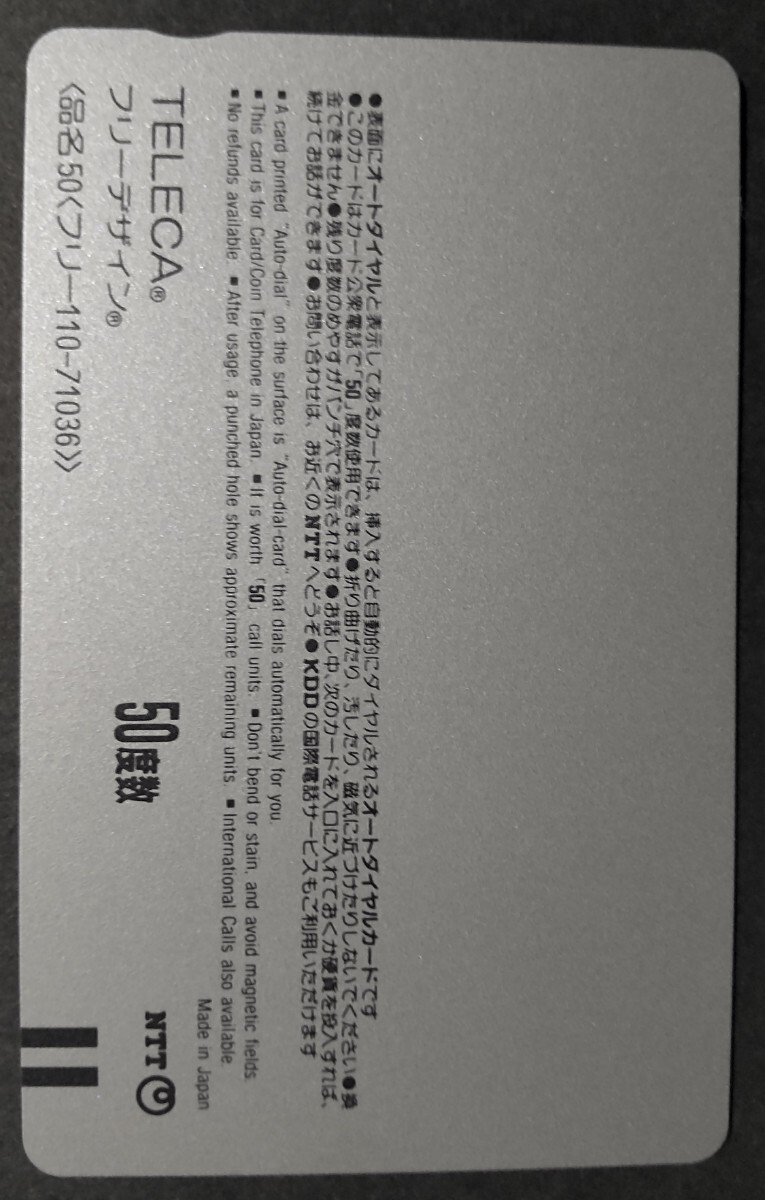 ●表面にオートダイヤルと表示してあるカードは、挿入すると自動的にダイヤルされるオートダイヤルカードです
●このカードはカード公衆電話で「50」度数使用できます●折り曲げたり、汚したり、磁気に近づけたりしないでください●換
金できません●残り度数のめやすがパンチ穴で表示されます●お話し中、次のカードを入口に入れておくか硬貨を投入すれば、
続けてお話ができます●お問い合わせは、お近くのNTTへどうぞ●KDDの国際電話サービスもご利用いただけます
■A card printed "Auto-dial" on the surface is "Auto-dial-card" that dials automatically for you.
■This card is for Card/Coin Telephone in Japan. ■It is worth「50」call units. ■Don't bend or stain, and avoid magnetic fields.
■No refunds available. ■After usage, a punched hole shows approximate remaining units. ■International Calls also available.
Made in Japan
TELECA®
フリーデザイン®
〈品名50〈フリー110-71036〉〉
50度数
NTT